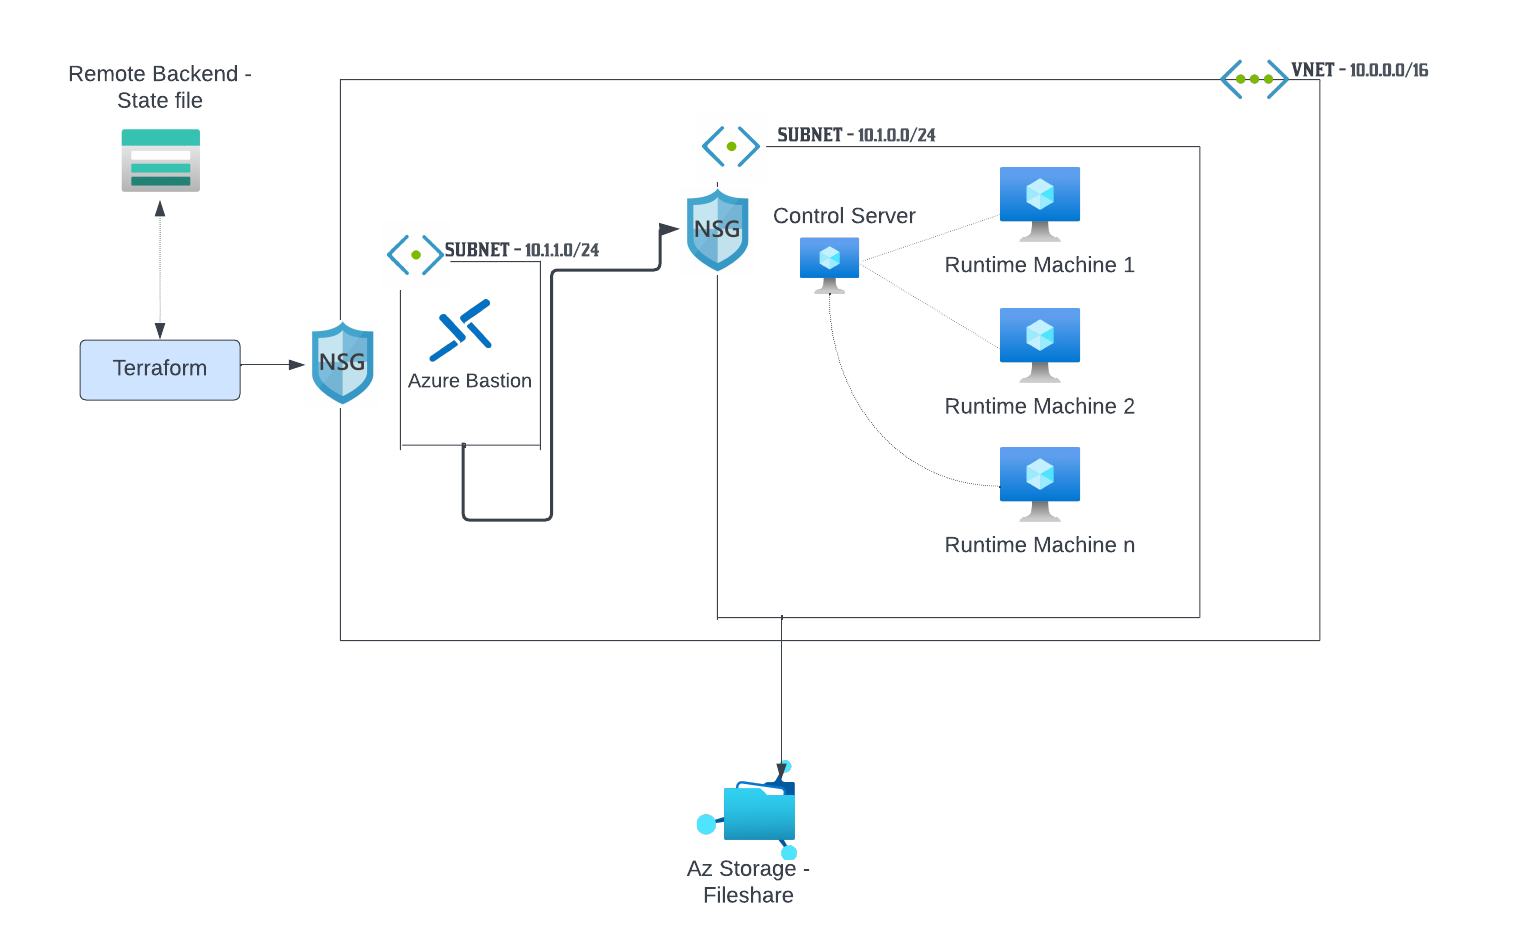 Remote Backend -
State file
VNET - 10.0.0.0/16
SUBNET - 10.1.0.0/24
NSG
Control Server
Runtime Machine 1
SUBNET - 10.1.1.0/24
NSG
Terraform
Azure Bastion
Runtime Machine 2
Runtime Machine n
Az Storage -
Fileshare